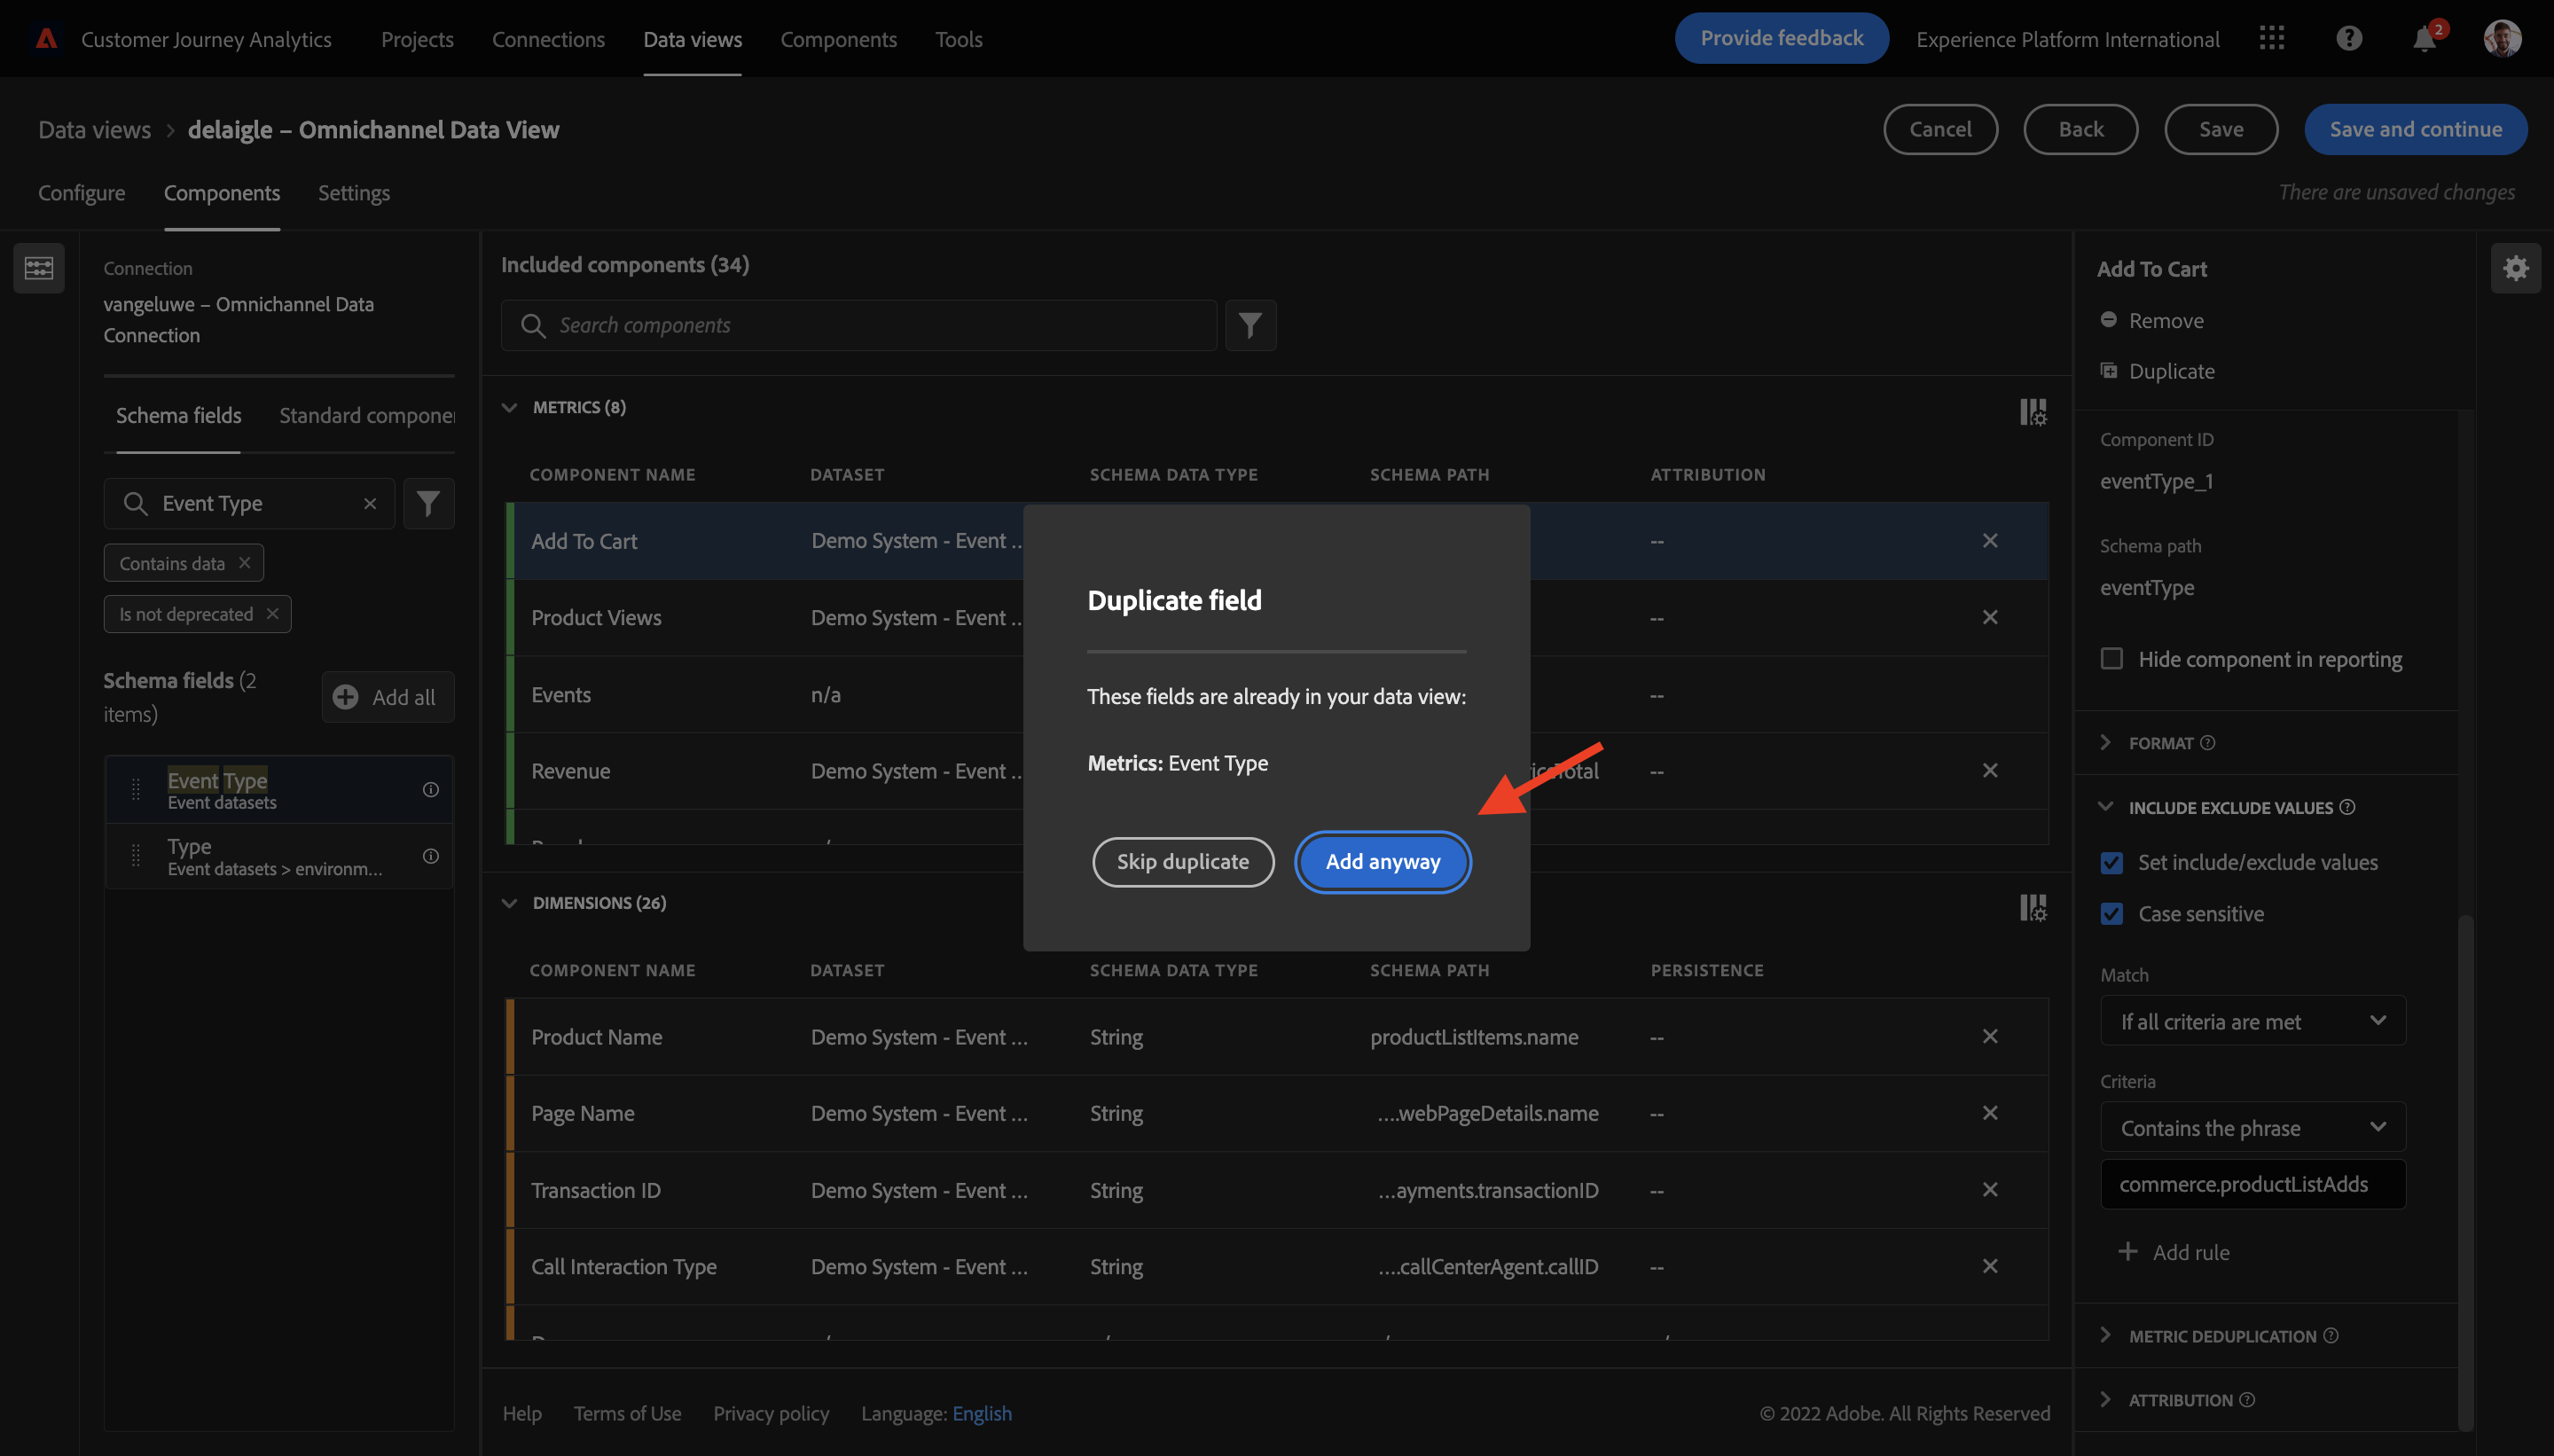 Customer Journey Analytics
Projects
Connections
Data views
Components
Tools
Provide feedback
Experience Platform International
2
Data views > delaigle – Omnichannel Data View
Cancel
Back
Save
Save and continue
Configure
Components
Settings
There are unsaved changes
Connection
vangeluwe – Omnichannel Data
Connection
Schema fields
Standard componen
Event Type
Contains data
Is not deprecated
Schema fields (2
items)
Add all
Event Type
Event datasets
Type
Event datasets > environm...
Included components (34)
Search components
METRICS (8)
COMPONENT NAME DATASET SCHEMA DATA TYPE SCHEMA PATH ATTRIBUTION
Add To Cart Demo System - Event .. --
Product Views Demo System - Event .. --
Events n/a --
Revenue Demo System - Event .. --
Duplicate field
These fields are already in your data view:
Metrics: Event Type
Skip duplicate
Add anyway
DIMENSIONS (26)
COMPONENT NAME DATASET SCHEMA DATA TYPE SCHEMA PATH PERSISTENCE
Product Name Demo System - Event ... String productListItems.name --
Page Name Demo System - Event ... String ....webPageDetails.name --
Transaction ID Demo System - Event ... String ...ayments.transactionID --
Call Interaction Type Demo System - Event ... String ....callCenterAgent.callID --
Help
Terms of Use
Privacy policy
Language: English
© 2022 Adobe. All Rights Reserved
Add To Cart
Remove
Duplicate
Component ID
eventType_1
Schema path
eventType
Hide component in reporting
FORMAT
INCLUDE EXCLUDE VALUES
Set include/exclude values
Case sensitive
Match
If all criteria are met
Criteria
Contains the phrase
commerce.productListAdds
Add rule
METRIC DEDUPLICATION
ATTRIBUTION